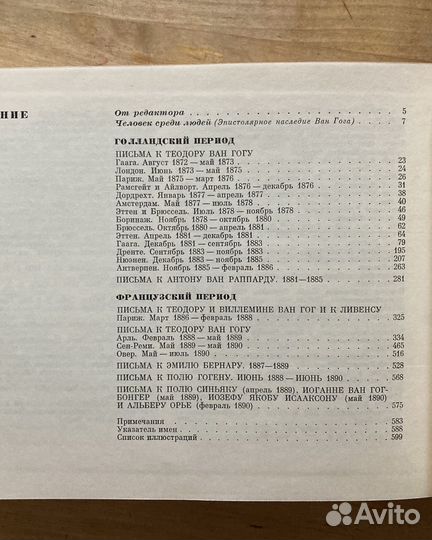 НИЕ
От редактора . . . . . . . . . . 5
Человек среди людей (Эпистолярное наследие Ван Гога) . . 7
ГОЛЛАНДСКИЙ ПЕРИОД
ПИСЬМА К ТЕОДОРУ ВАН ГОГУ
Гаага. Август 1872 — май 1873 . . . . . . 23
Лондон. Июнь 1873 — май 1875 . . . . . . 24
Париж. Май 1875 — март 1876 . . . . . . 26
Рамсгейт и Айлворт. Апрель 1876 — декабрь 1876 . . . 31
Дордрехт. Январь 1877 — апрель 1877 . . . . . 38
Амстердам. Май 1877 — июль 1878 . . . . . . 40
Эттен и Брюссель. Июль 1878 — ноябрь 1878 . . . . 46
Боринаж. Ноябрь 1878 — октябрь 1880 . . . . . 49
Брюссель. Октябрь 1880 — апрель 1881 . . . . . 62
Эттен. Апрель 1881 — декабрь 1881 . . . . . 64
Гаага. Декабрь 1881 — сентябрь 1883 . . . . . 79
Дренте. Сентябрь 1883 — ноябрь 1883 . . . . . 195
Нюэнен. Декабрь 1883 — ноябрь 1885 . . . . . 207
Антверпен. Ноябрь 1885 — февраль 1886 . . . . . 263
ПИСЬМА К АНТОНУ ВАН РАППАРДУ. 1881—1885 . . . . 281
ФРАНЦУЗСКИЙ ПЕРИОД
ПИСЬМА К ТЕОДОРУ И ВИЛЛЕМИНЕ ВАН ГОГ И К ЛИВЕНСУ
Париж. Март 1886 — февраль 1888 . . . . . . 325
ПИСЬМА К ТЕОДОРУ ВАН ГОГУ
Арль. Февраль 1888 — май 1889 . . . . . . 334
Сен-Реми. Май 1889 — май 1890 . . . . . . 465
Овер. Май — июль 1890 . . . . . . . . 516
ПИСЬМА К ЭМИЛЮ БЕРНАРУ. 1887—1889 . . . . . 528
ПИСЬМА К ПОЛЮ ГОГЕНУ. ИЮНЬ 1888 — ИЮНЬ 1890 . . . 568
ПИСЬМА К ПОЛЮ СИНЬЯКУ (апрель 1889), ИОГАННЕ ВАН ГОГ-
БОНГЕР (май 1890), ИОЗЕФУ ЯКОБУ ИСААКСОНУ (май 1890)
И АЛЬБЕРУ ОРЬЕ (февраль 1890) . . . . . . . 575
Примечания . . . . . . . . . . 583
Указатель имен . . . . . . . . . 588
Список иллюстраций . . . . . . . . 599
Avito